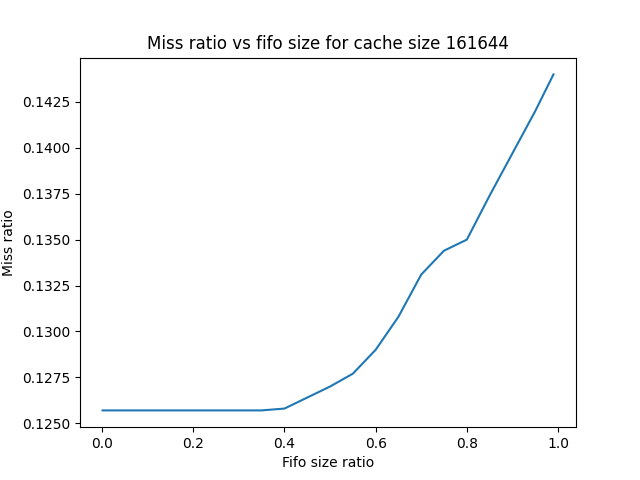 Miss ratio vs fifo size for cache size 161644
0.1425
0.1400
0.1375
0.1350
0.1325
0.1300
0.1275
0.1250
Miss ratio
0.0 0.2 0.4 0.6 0.8 1.0
Fifo size ratio